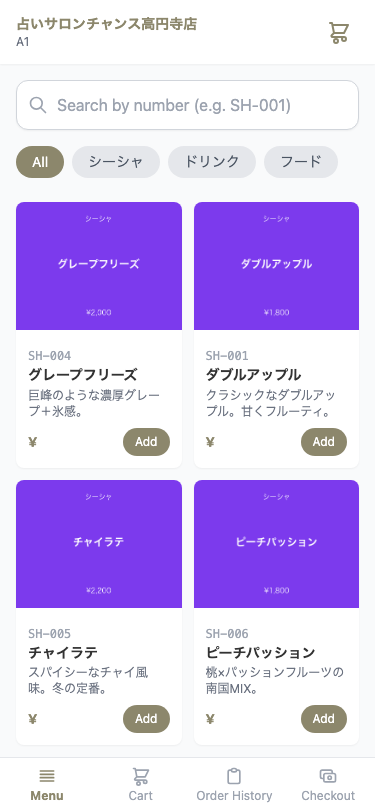 占いサロンチャンス高円寺店
A1
Search by number (e.g. SH-001)
All
シーシャ
ドリンク
フード
シーシャ
グレープフリーズ
¥2,000
SH-004
グレープフリーズ
巨峰のような濃厚グレー
プ＋氷感。
¥
Add
シーシャ
ダブルアップル
¥1,800
SH-001
ダブルアップル
クラシックなダブルアッ
プル。甘くフルーティ。
¥
Add
シーシャ
チャイラテ
¥2,200
SH-005
チャイラテ
スパイシーなチャイ風
味。冬の定番。
¥
Add
シーシャ
ピーチパッション
¥1,800
SH-006
ピーチパッション
桃×パッションフルーツの
南国MIX。
¥
Add
Menu
Cart
Order History
Checkout